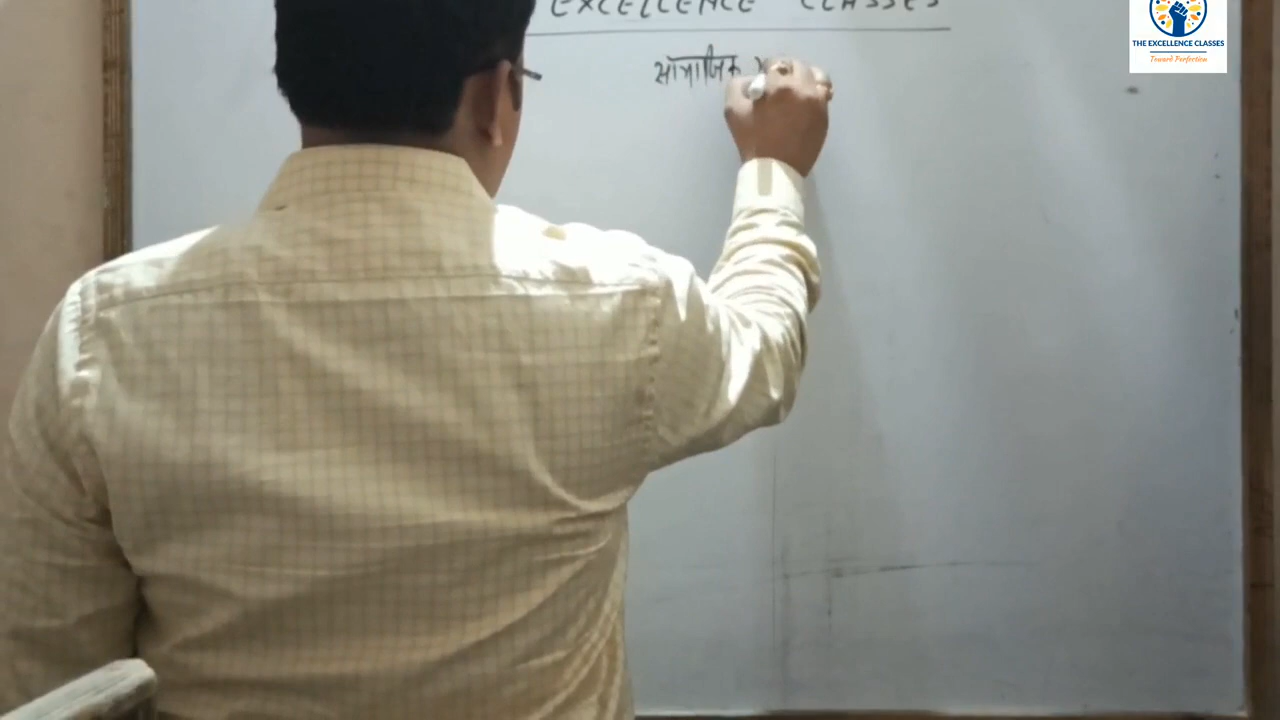 EXCELLENCE CLASSES
सामाजिक
THE EXCELLENCE CLASSES
Toward Perfection